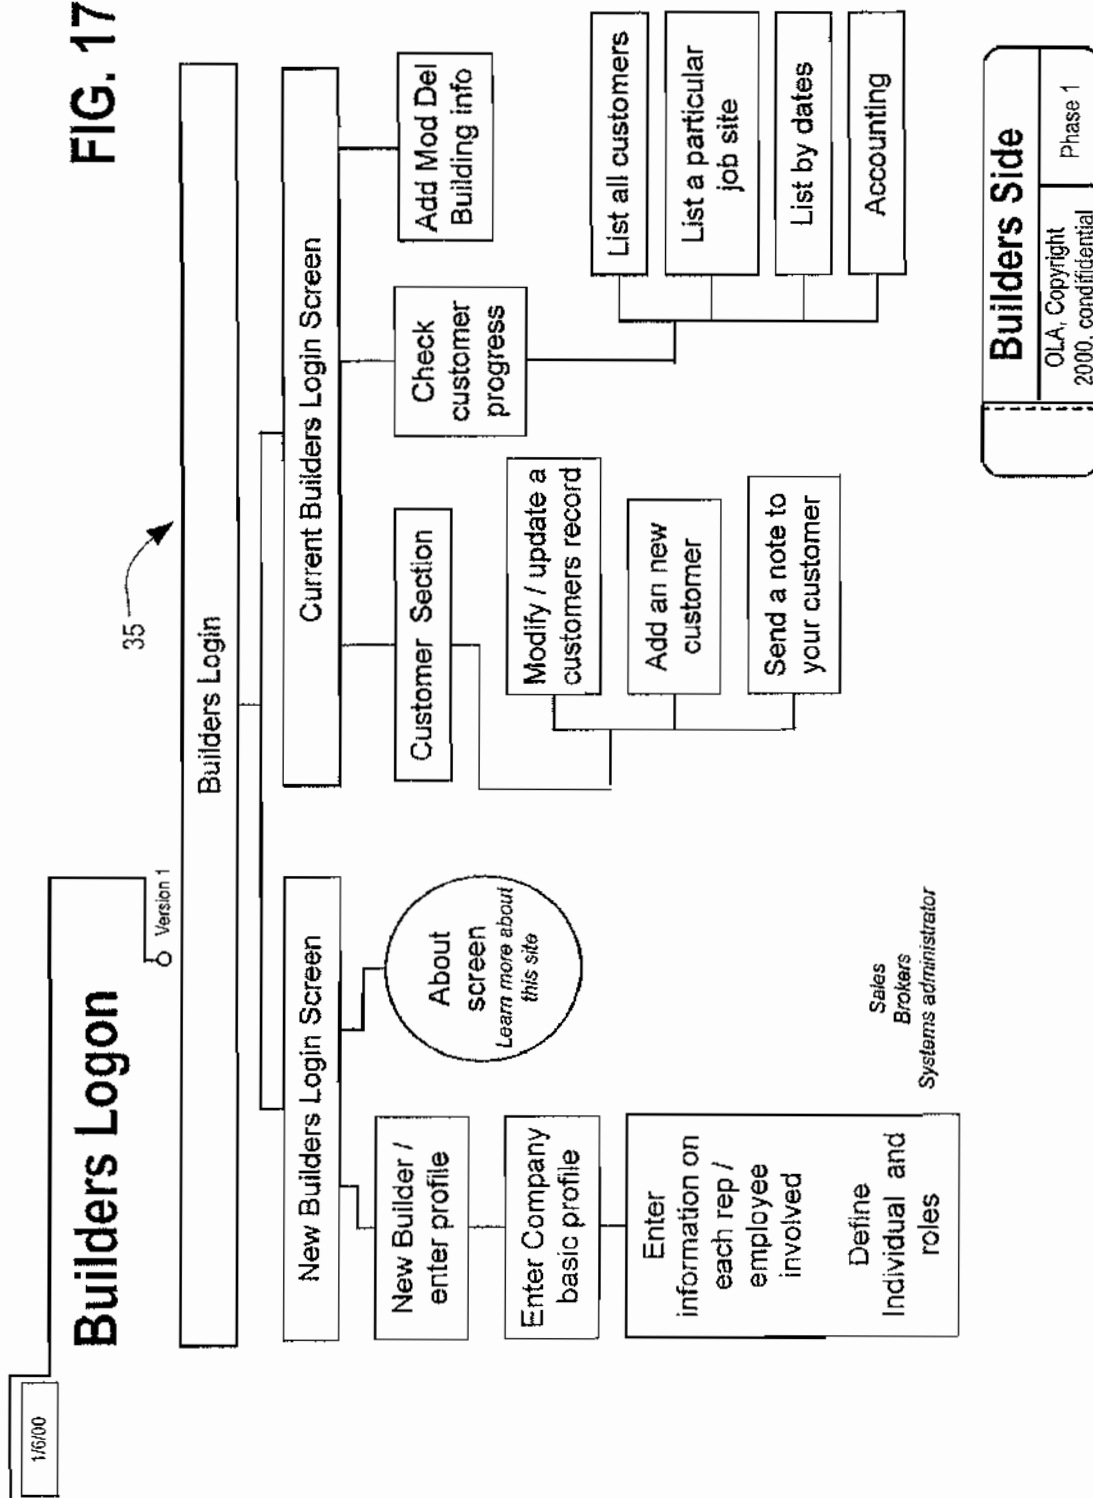 1/6/00
Builders Logon
Version 1
FIG. 17
35
Builders Login
New Builders Login Screen
Current Builders Login Screen
New Builder /
enter profile
About
screen
Learn more about
this site
Customer Section
Check
customer
progress
Add Mod Del
Building info
Enter Company
basic profile
Modify / update a
customers record
Add an new
customer
Send a note to
your customer
List all customers
List a particular
job site
List by dates
Accounting
Enter
information on
each rep /
employee
involved
Define
Individual and
roles
Sales
Brokers
Systems administrator
Builders Side
OLA, Copyright
2000, condifidential
Phase 1